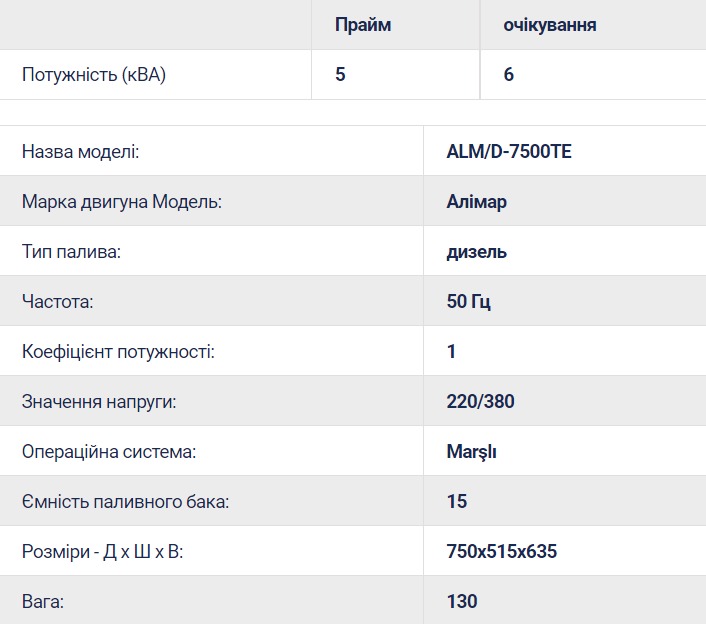 Прайм очікування
Потужність (кВА) 5 6
Назва моделі: ALM/D-7500TE
Марка двигуна Модель: Алімар
Тип палива: дизель
Частота: 50 Гц
Коефіцієнт потужності: 1
Значення напруги: 220/380
Операційна система: Marşlı
Ємність паливного бака: 15
Розміри - Д х Ш х В: 750x515x635
Вага: 130